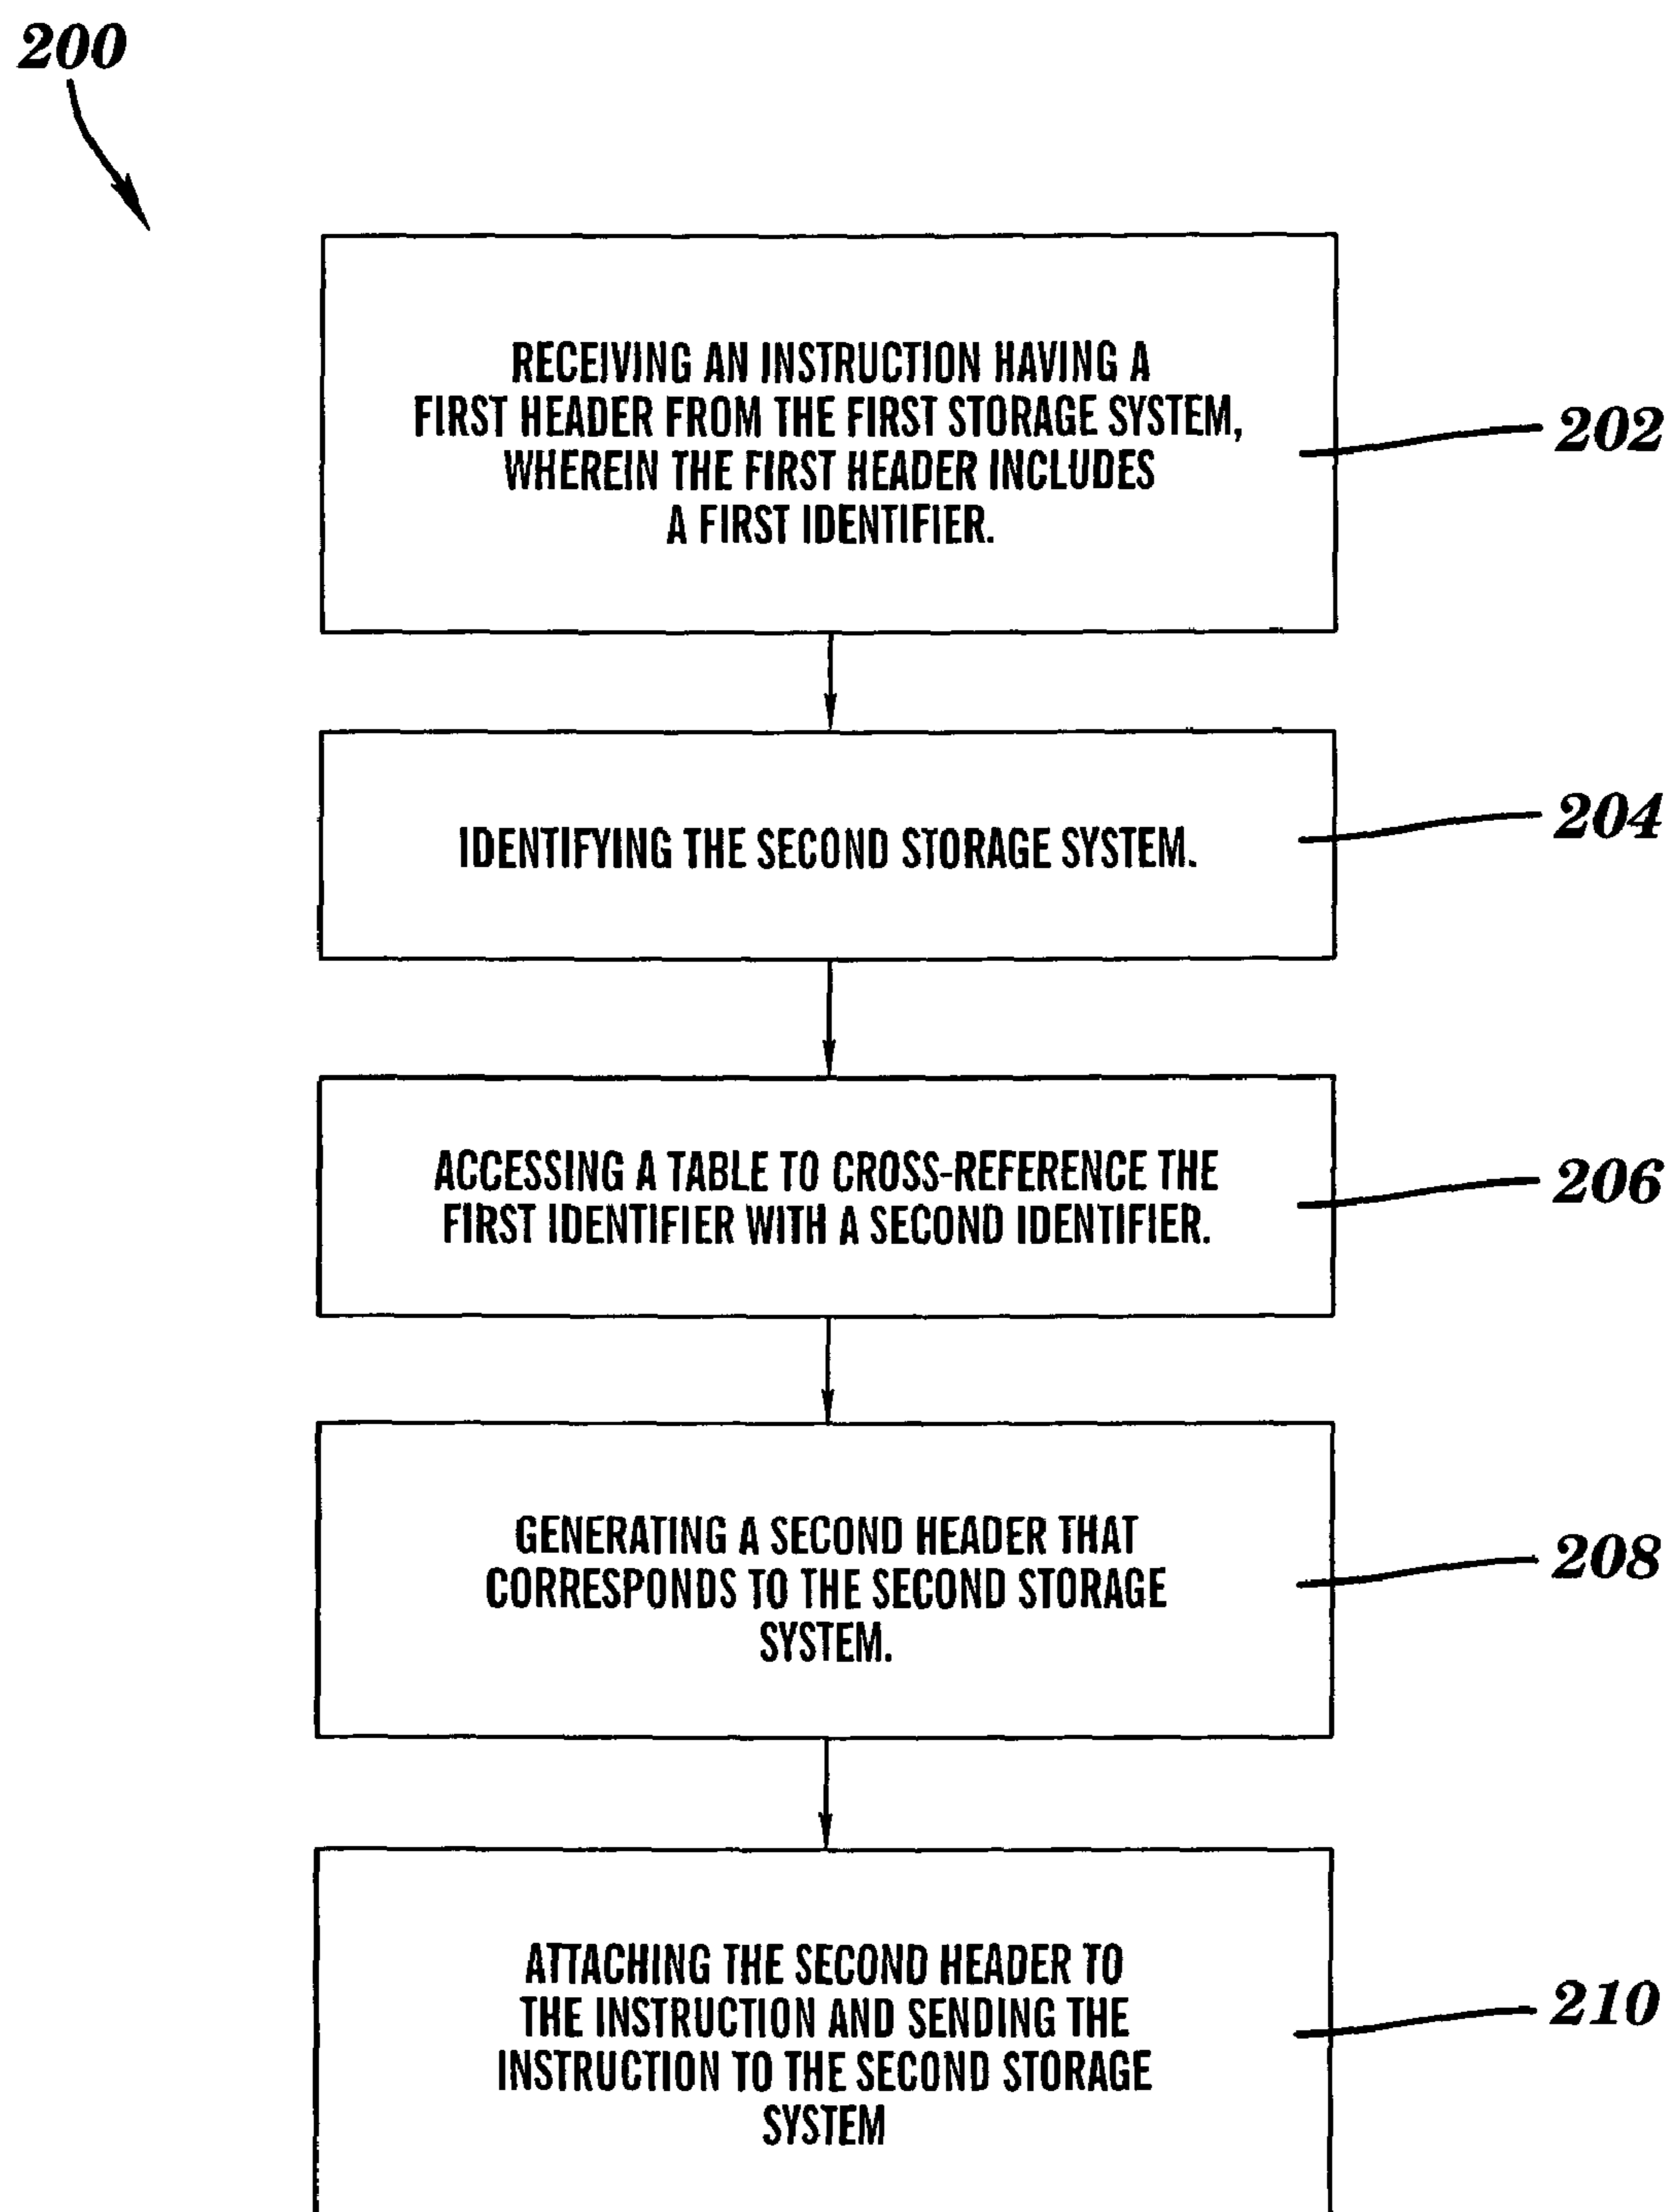 200
RECEIVING AN INSTRUCTION HAVING A
FIRST HEADER FROM THE FIRST STORAGE SYSTEM,
WHEREIN THE FIRST HEADER INCLUDES
A FIRST IDENTIFIER.
202
IDENTIFYING THE SECOND STORAGE SYSTEM.
204
ACCESSING A TABLE TO CROSS-REFERENCE THE
FIRST IDENTIFIER WITH A SECOND IDENTIFIER.
206
GENERATING A SECOND HEADER THAT
CORRESPONDS TO THE SECOND STORAGE
SYSTEM.
208
ATTACHING THE SECOND HEADER TO
THE INSTRUCTION AND SENDING THE
INSTRUCTION TO THE SECOND STORAGE
SYSTEM
210